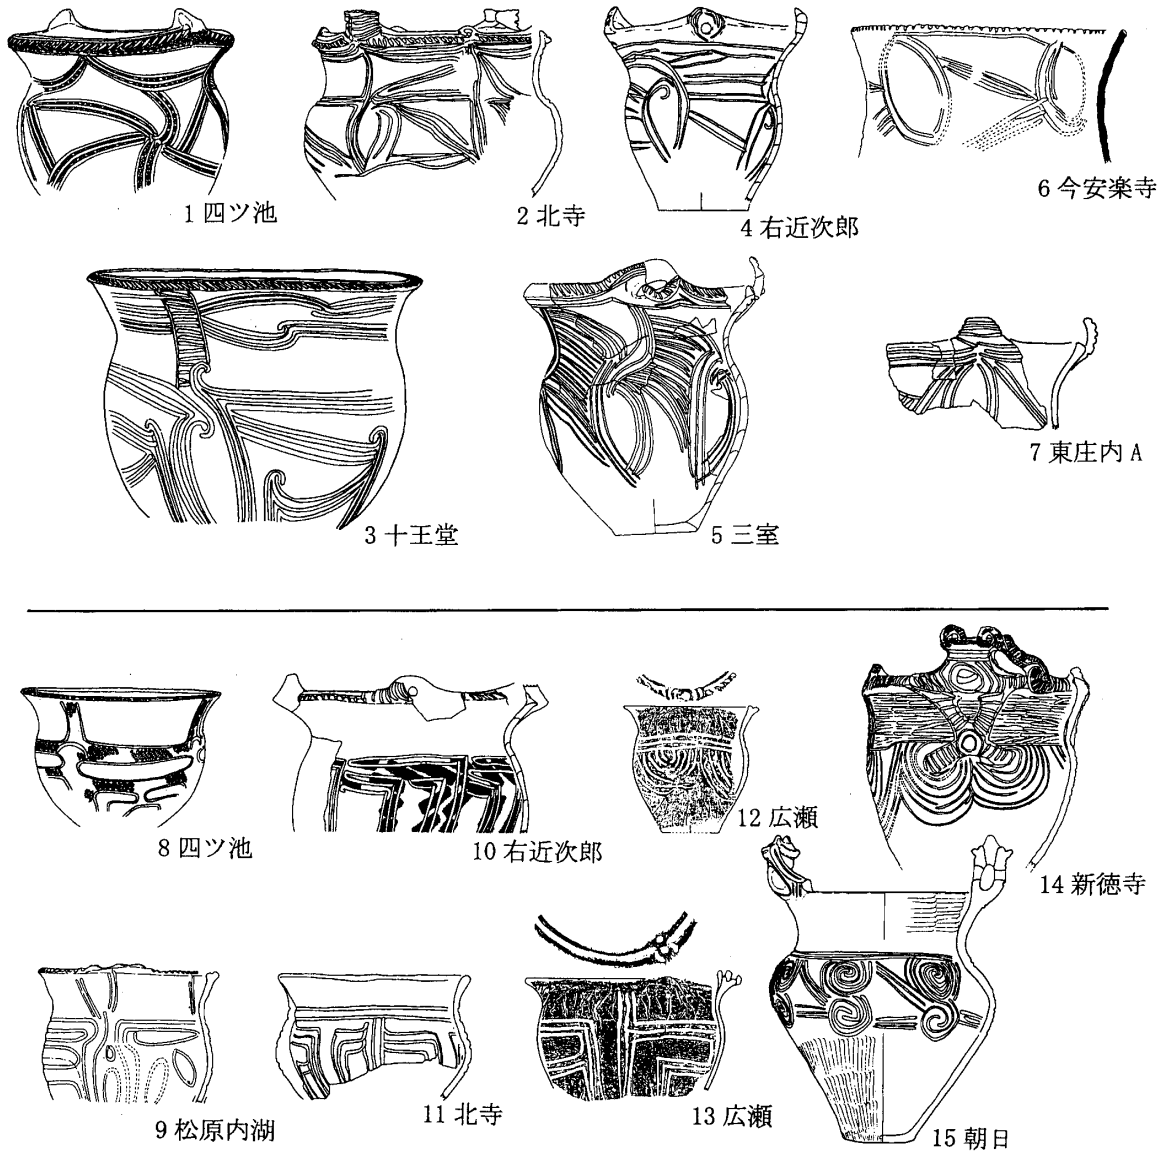 1 四ツ池
2 北寺
4 右近次郎
6 今安楽寺
3 十王堂
5 三室
7 東庄内 A
8 四ツ池
10 右近次郎
12 広瀬
14 新徳寺
9 松原内湖
11 北寺
13 広瀬
15 朝日